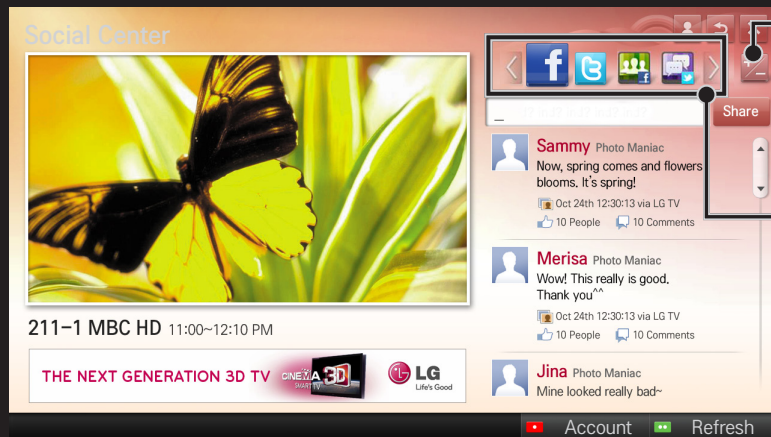 Social Center
Share
Sammy Photo Maniac
Now, spring comes and flowers
blooms. It's spring!
Oct 24th 12:30:13 via LG TV
10 People 10 Comments
Merisa Photo Maniac
Wow! This really is good.
Thank you^^
Oct 24th 12:30:13 via LG TV
10 People 10 Comments
Jina Photo Maniac
Mine looked really bad~
211-1 MBC HD 11:00~12:10 PM
THE NEXT GENERATION 3D TV CINEMA 3D SMART TV LG Life's Good
Account Refresh